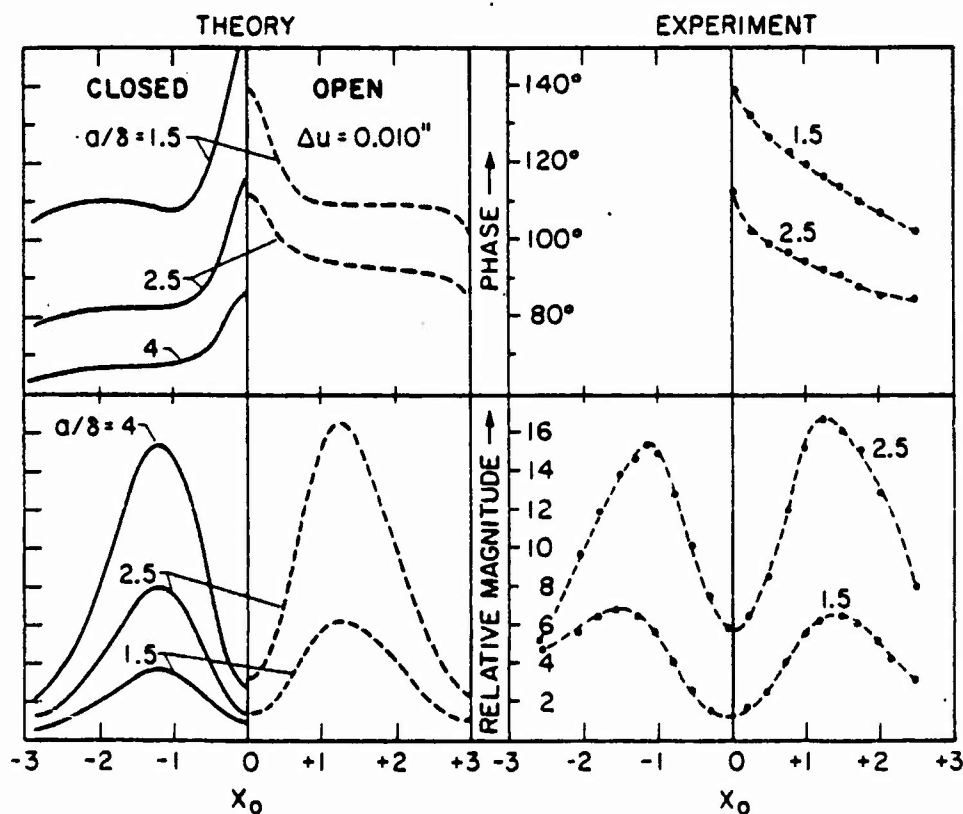 THEORY
EXPERIMENT
CLOSED
OPEN
a/δ = 1.5
Δu = 0.010"
2.5
4
PHASE
140°
120°
100°
80°
1.5
2.5
a/δ = 4
2.5
1.5
RELATIVE MAGNITUDE
16
14
12
10
8
6
4
2
2.5
1.5
-3 -2 -1 0 +1 +2 +3
X₀
-3 -2 -1 0 +1 +2 +3
X₀